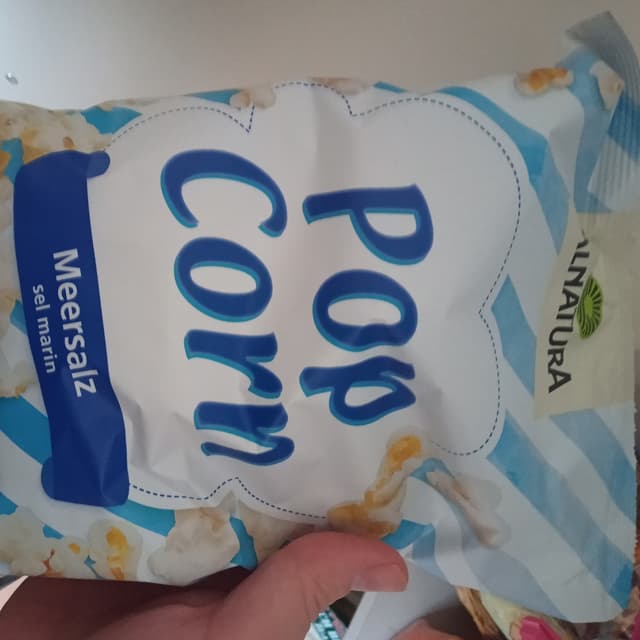 ALNATURA
Pop
Corn
Meersalz
sel marin